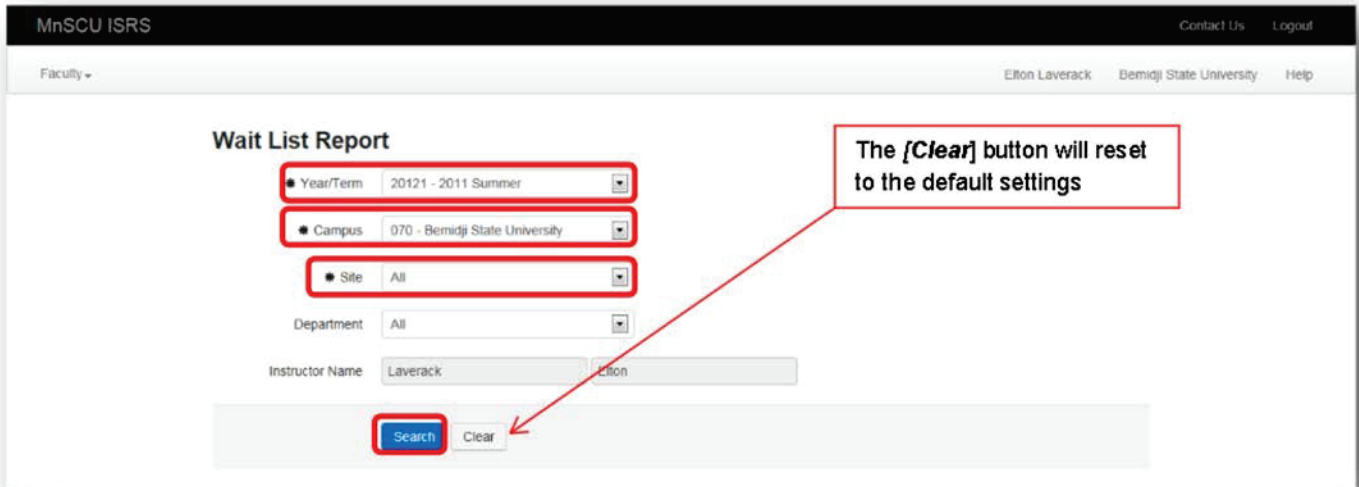 MnSCU ISRS Contact Us Logout
Faculty Elton Laverack Bemidji State University Help
Wait List Report
The [Clear] button will reset
to the default settings
✱ Year/Term 20121 - 2011 Summer
✱ Campus 070 - Bemidji State University
✱ Site All
Department All
Instructor Name Laverack Elton
Search Clear